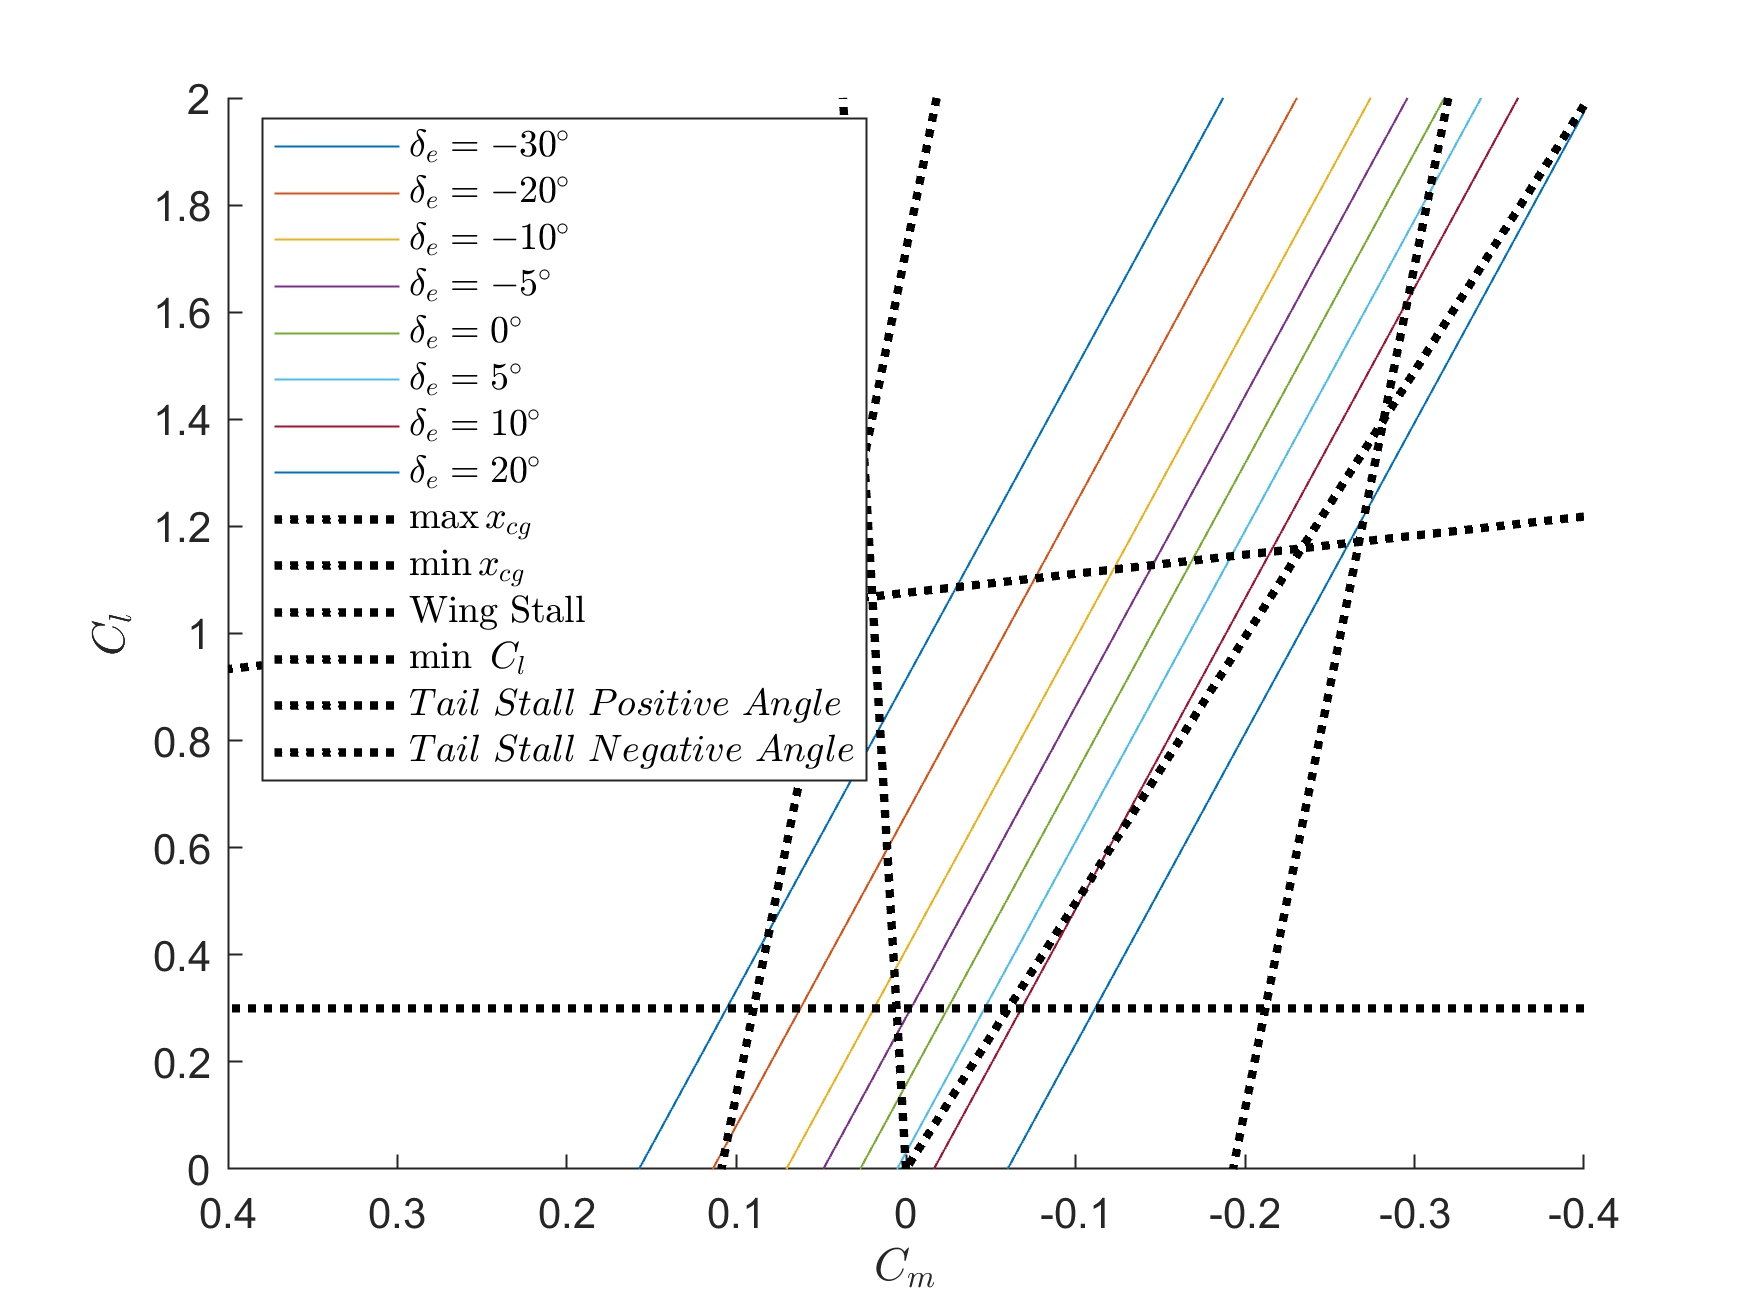 2
1.8
1.6
1.4
1.2
1
0.8
0.6
0.4
0.2
0
C_l
δ_e = −30°
δ_e = −20°
δ_e = −10°
δ_e = −5°
δ_e = 0°
δ_e = 5°
δ_e = 10°
δ_e = 20°
max x_cg
min x_cg
Wing Stall
min C_l
Tail Stall Positive Angle
Tail Stall Negative Angle
0.4 0.3 0.2 0.1 0 -0.1 -0.2 -0.3 -0.4
C_m